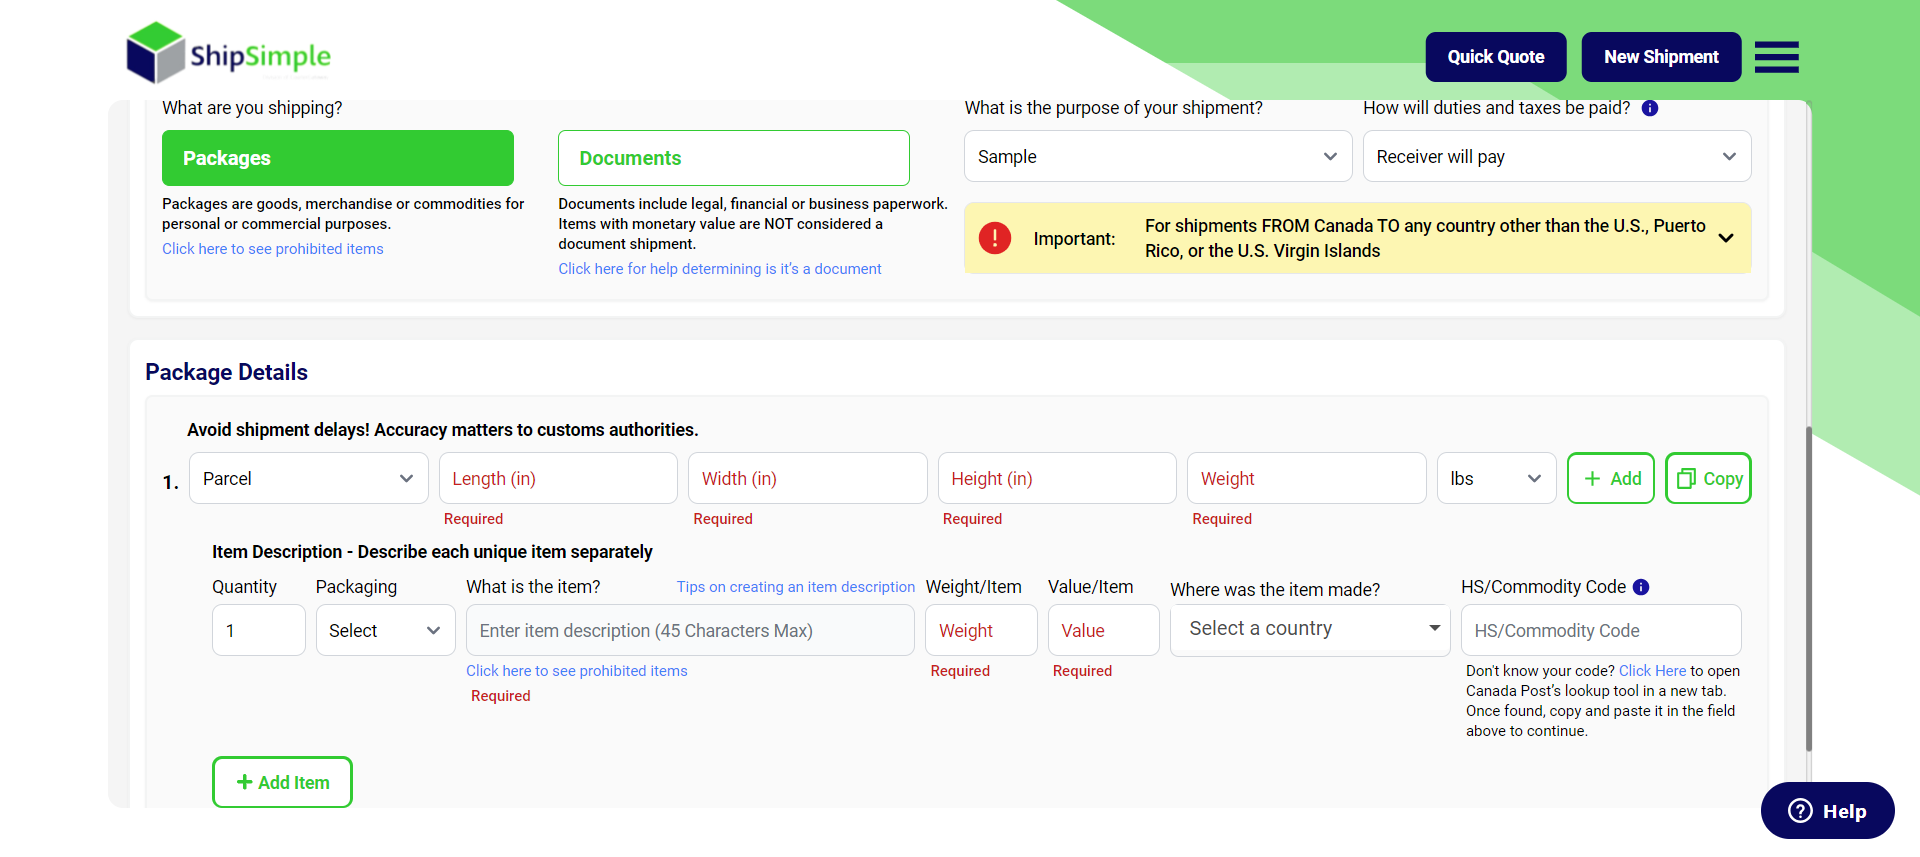 ShipSimple
Quick Quote
New Shipment
What are you shipping?
What is the purpose of your shipment?
How will duties and taxes be paid?
Packages
Documents
Sample
Receiver will pay
Packages are goods, merchandise or commodities for
personal or commercial purposes.
Click here to see prohibited items
Documents include legal, financial or business paperwork.
Items with monetary value are NOT considered a
document shipment.
Click here for help determining is it's a document
Important:
For shipments FROM Canada TO any country other than the U.S., Puerto
Rico, or the U.S. Virgin Islands
Package Details
Avoid shipment delays! Accuracy matters to customs authorities.
1.
Parcel
Length (in)
Width (in)
Height (in)
Weight
lbs
Add
Copy
Required
Required
Required
Required
Item Description - Describe each unique item separately
Quantity
Packaging
What is the item?
Tips on creating an item description
Weight/Item
Value/Item
Where was the item made?
HS/Commodity Code
1
Select
Enter item description (45 Characters Max)
Weight
Value
Select a country
HS/Commodity Code
Click here to see prohibited items
Required
Required
Required
Don't know your code? Click Here to open
Canada Post's lookup tool in a new tab.
Once found, copy and paste it in the field
above to continue.
+ Add Item
Help